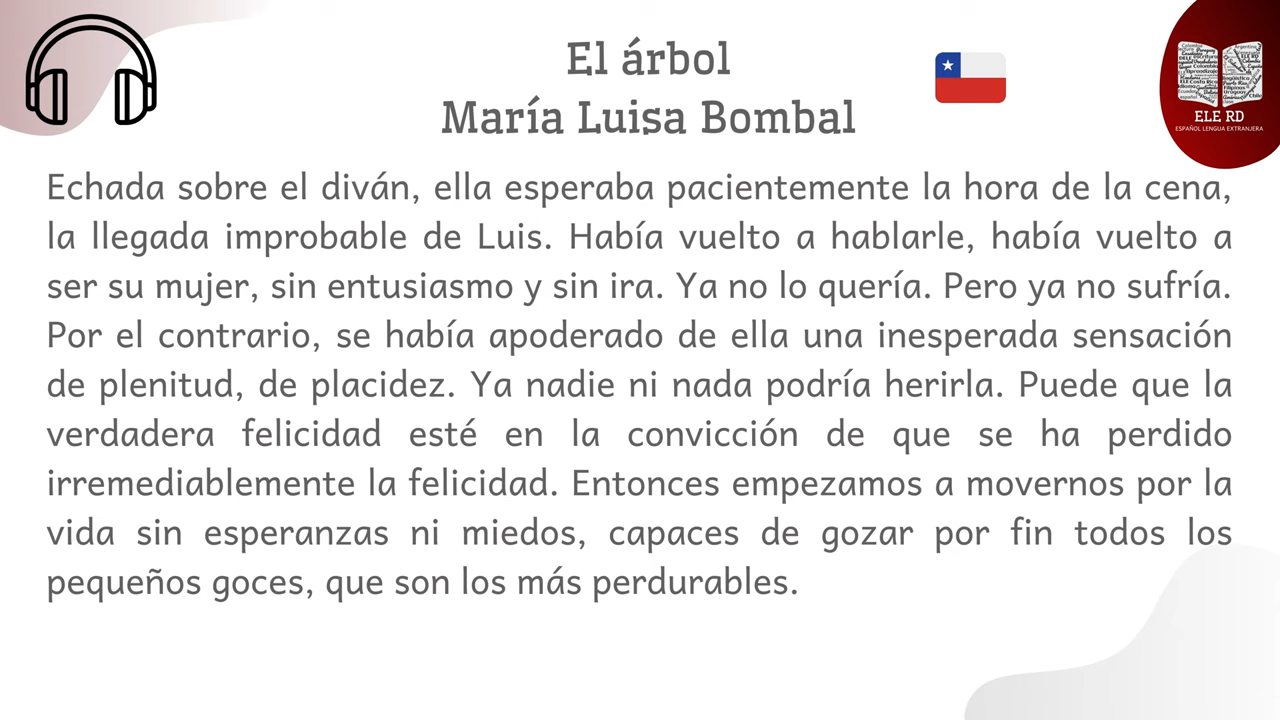 El árbol
María Luisa Bombal
ELE RD
ESPAÑOL LENGUA EXTRANJERA
Echada sobre el diván, ella esperaba pacientemente la hora de la cena,
la llegada improbable de Luis. Había vuelto a hablarle, había vuelto a
ser su mujer, sin entusiasmo y sin ira. Ya no lo quería. Pero ya no sufría.
Por el contrario, se había apoderado de ella una inesperada sensación
de plenitud, de placidez. Ya nadie ni nada podría herirla. Puede que la
verdadera felicidad esté en la convicción de que se ha perdido
irremediablemente la felicidad. Entonces empezamos a movernos por la
vida sin esperanzas ni miedos, capaces de gozar por fin todos los
pequeños goces, que son los más perdurables.